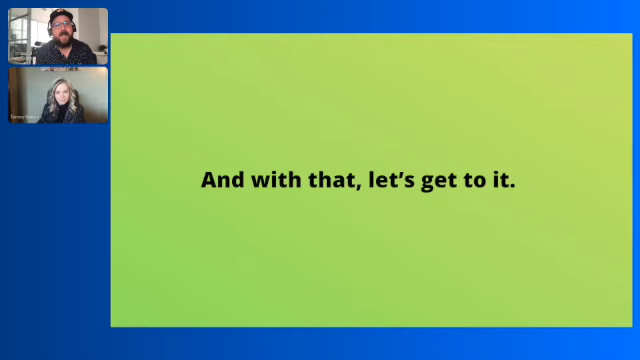 And with that, let’s get to it.